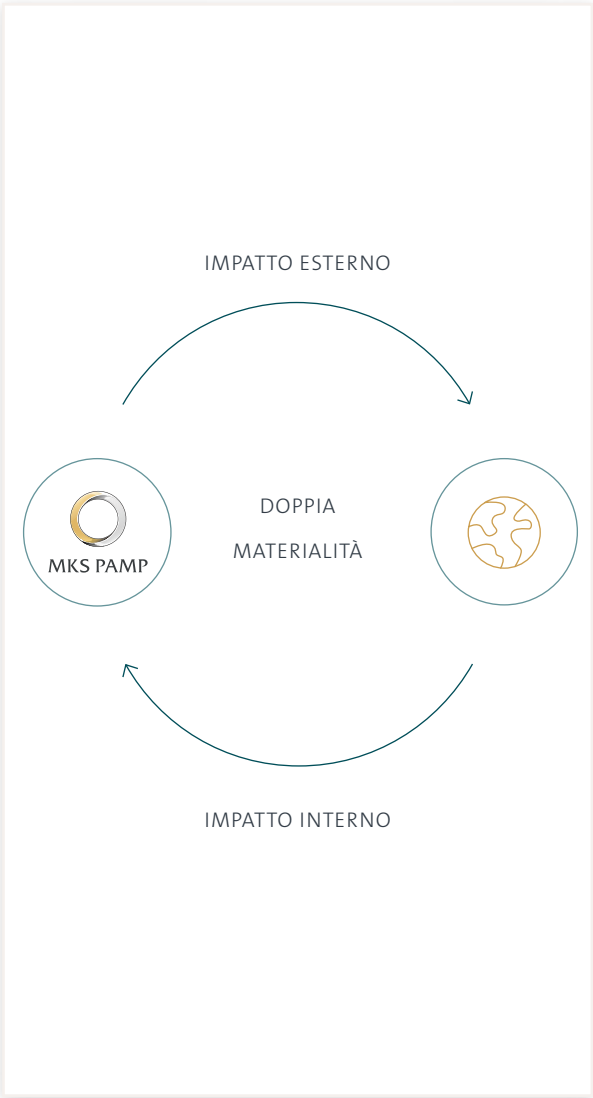 IMPATTO ESTERNO
DOPPIA
MATERIALITÀ
MKS PAMP
IMPATTO INTERNO